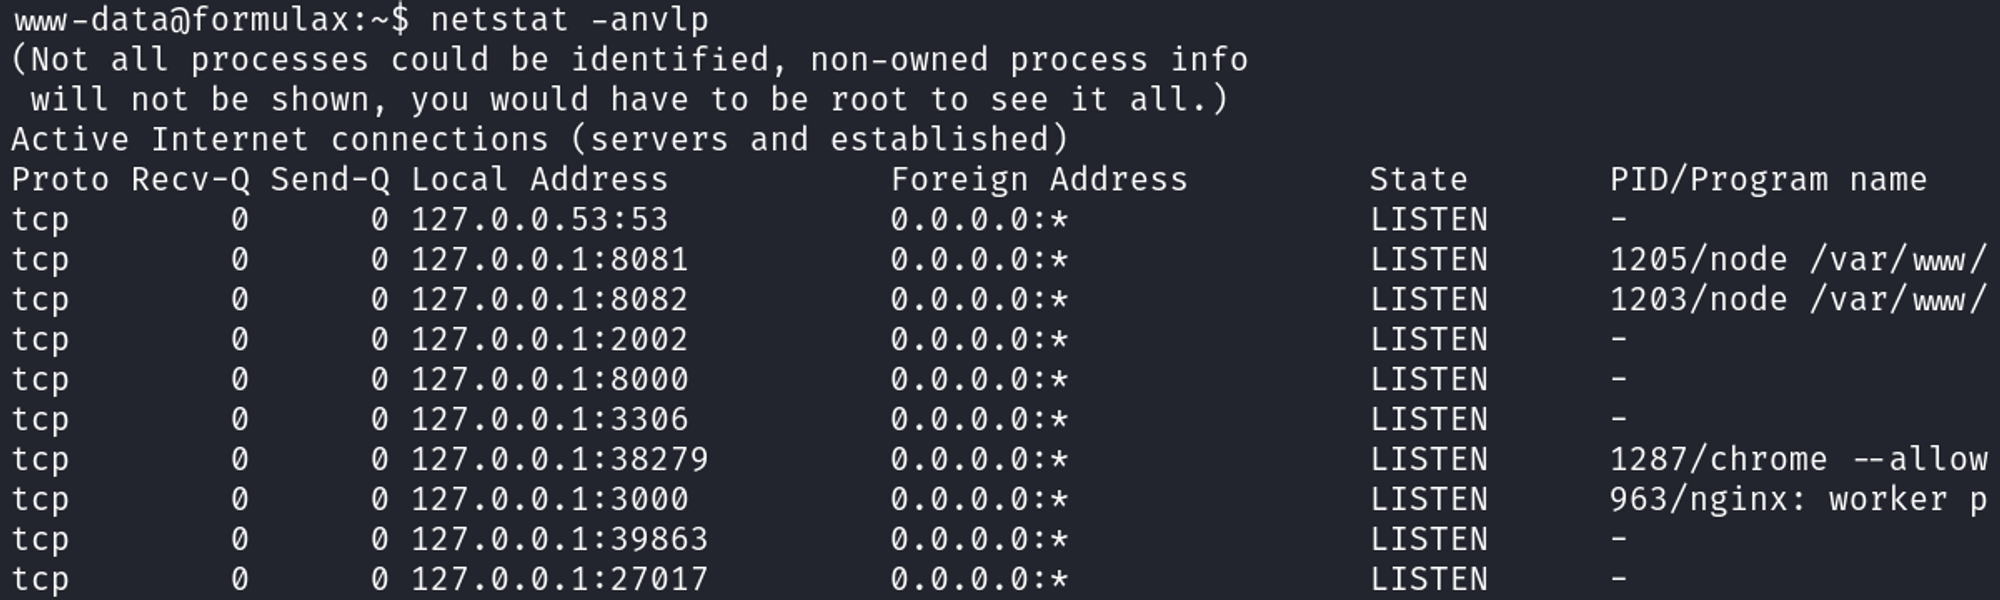 www-data@formulax:~$ netstat -anvlp
(Not all processes could be identified, non-owned process info
 will not be shown, you would have to be root to see it all.)
Active Internet connections (servers and established)
Proto Recv-Q Send-Q Local Address           Foreign Address         State       PID/Program name
tcp        0      0 127.0.0.53:53           0.0.0.0:*               LISTEN      -
tcp        0      0 127.0.0.1:8081          0.0.0.0:*               LISTEN      1205/node /var/www/
tcp        0      0 127.0.0.1:8082          0.0.0.0:*               LISTEN      1203/node /var/www/
tcp        0      0 127.0.0.1:2002          0.0.0.0:*               LISTEN      -
tcp        0      0 127.0.0.1:8000          0.0.0.0:*               LISTEN      -
tcp        0      0 127.0.0.1:3306          0.0.0.0:*               LISTEN      -
tcp        0      0 127.0.0.1:38279         0.0.0.0:*               LISTEN      1287/chrome --allow
tcp        0      0 127.0.0.1:3000          0.0.0.0:*               LISTEN      963/nginx: worker p
tcp        0      0 127.0.0.1:39863         0.0.0.0:*               LISTEN      -
tcp        0      0 127.0.0.1:27017         0.0.0.0:*               LISTEN      -